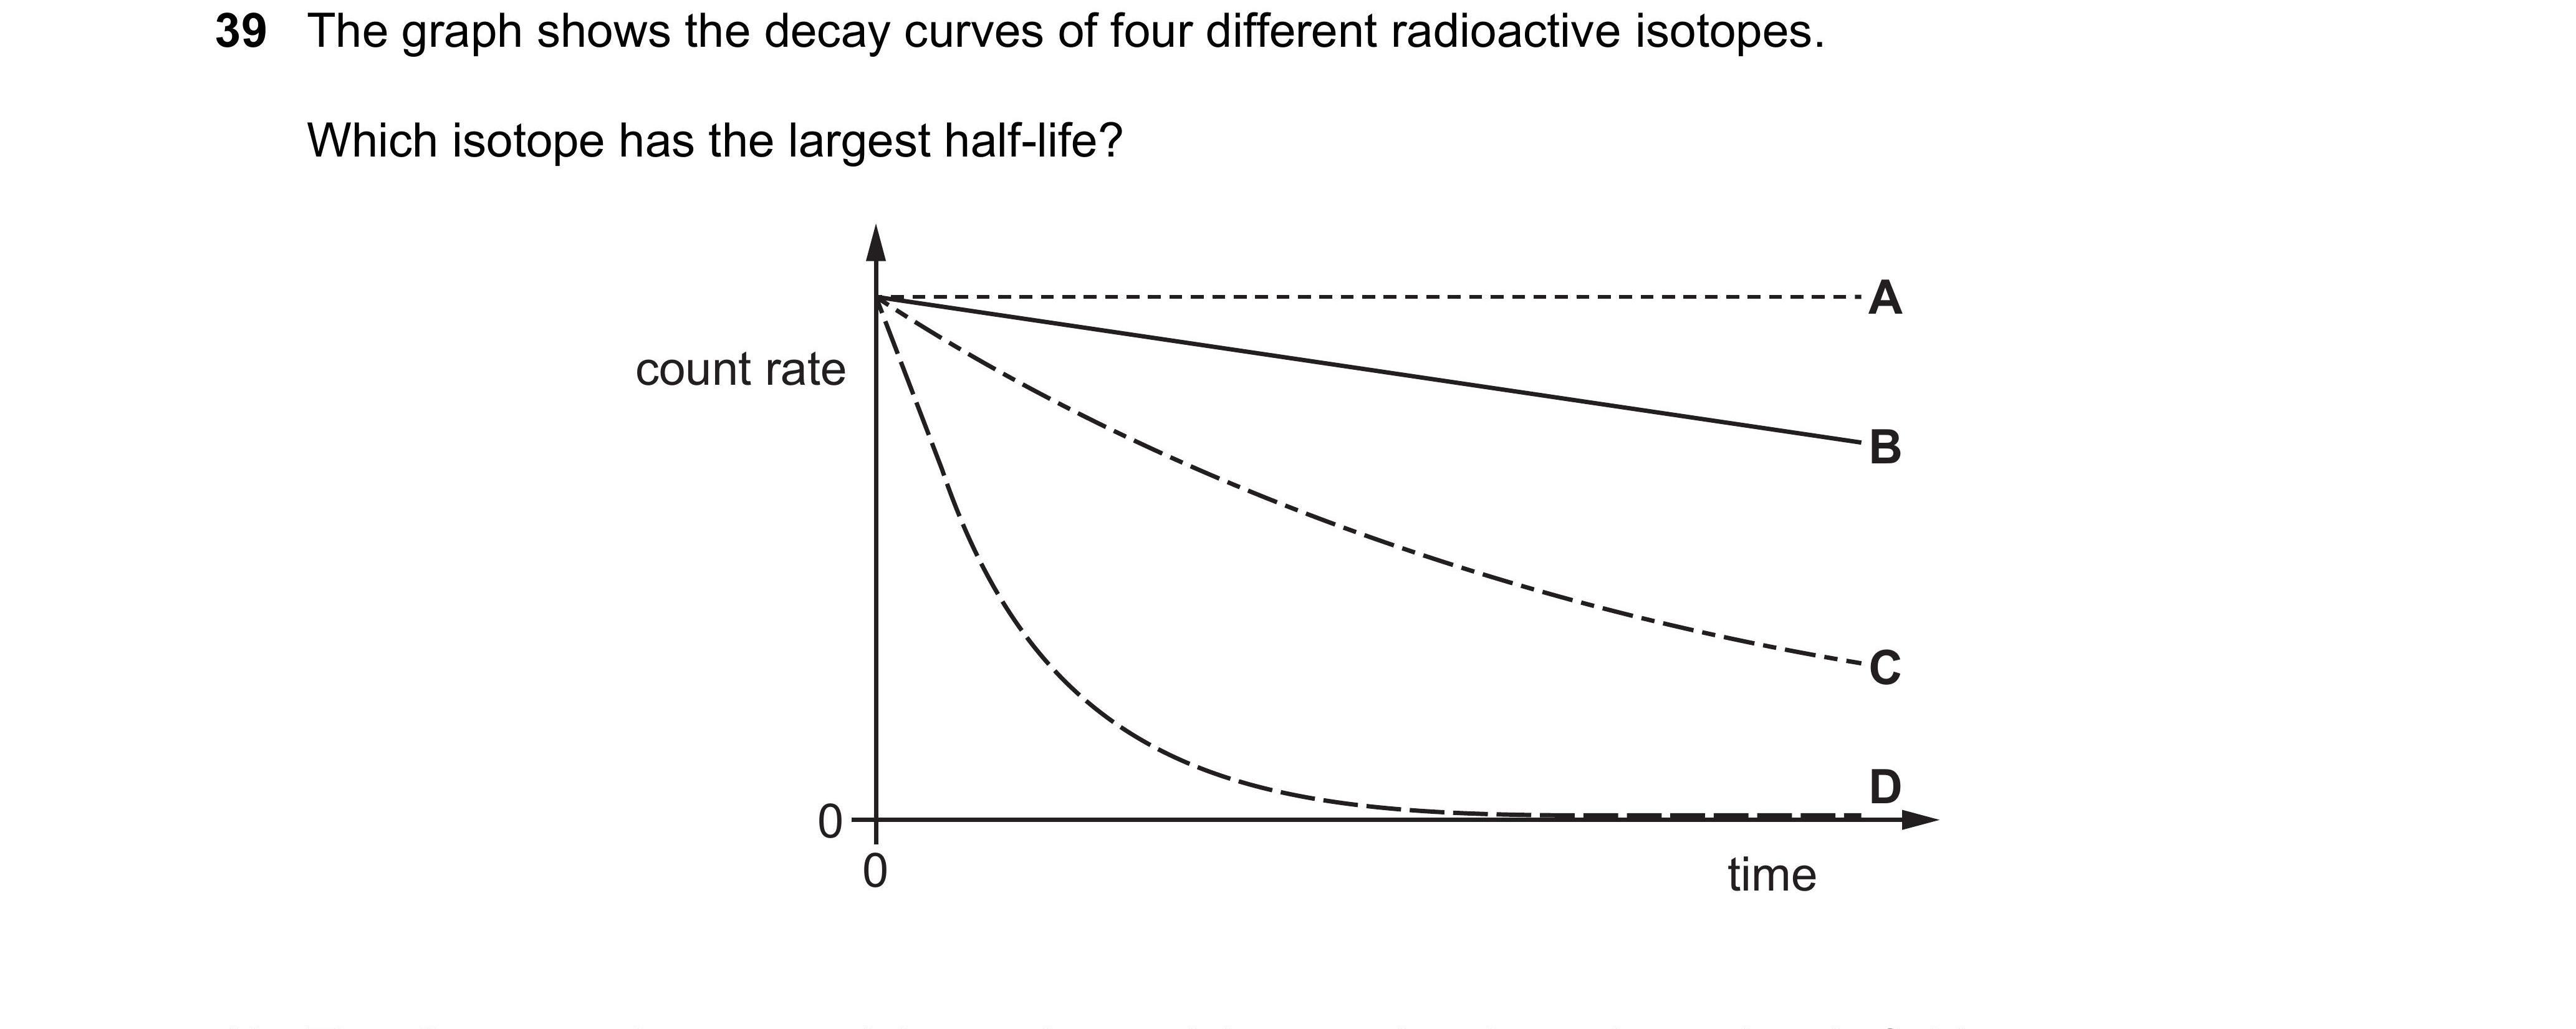 39 The graph shows the decay curves of four different radioactive isotopes.
Which isotope has the largest half-life?
A
count rate
B
C
D
0
0
time